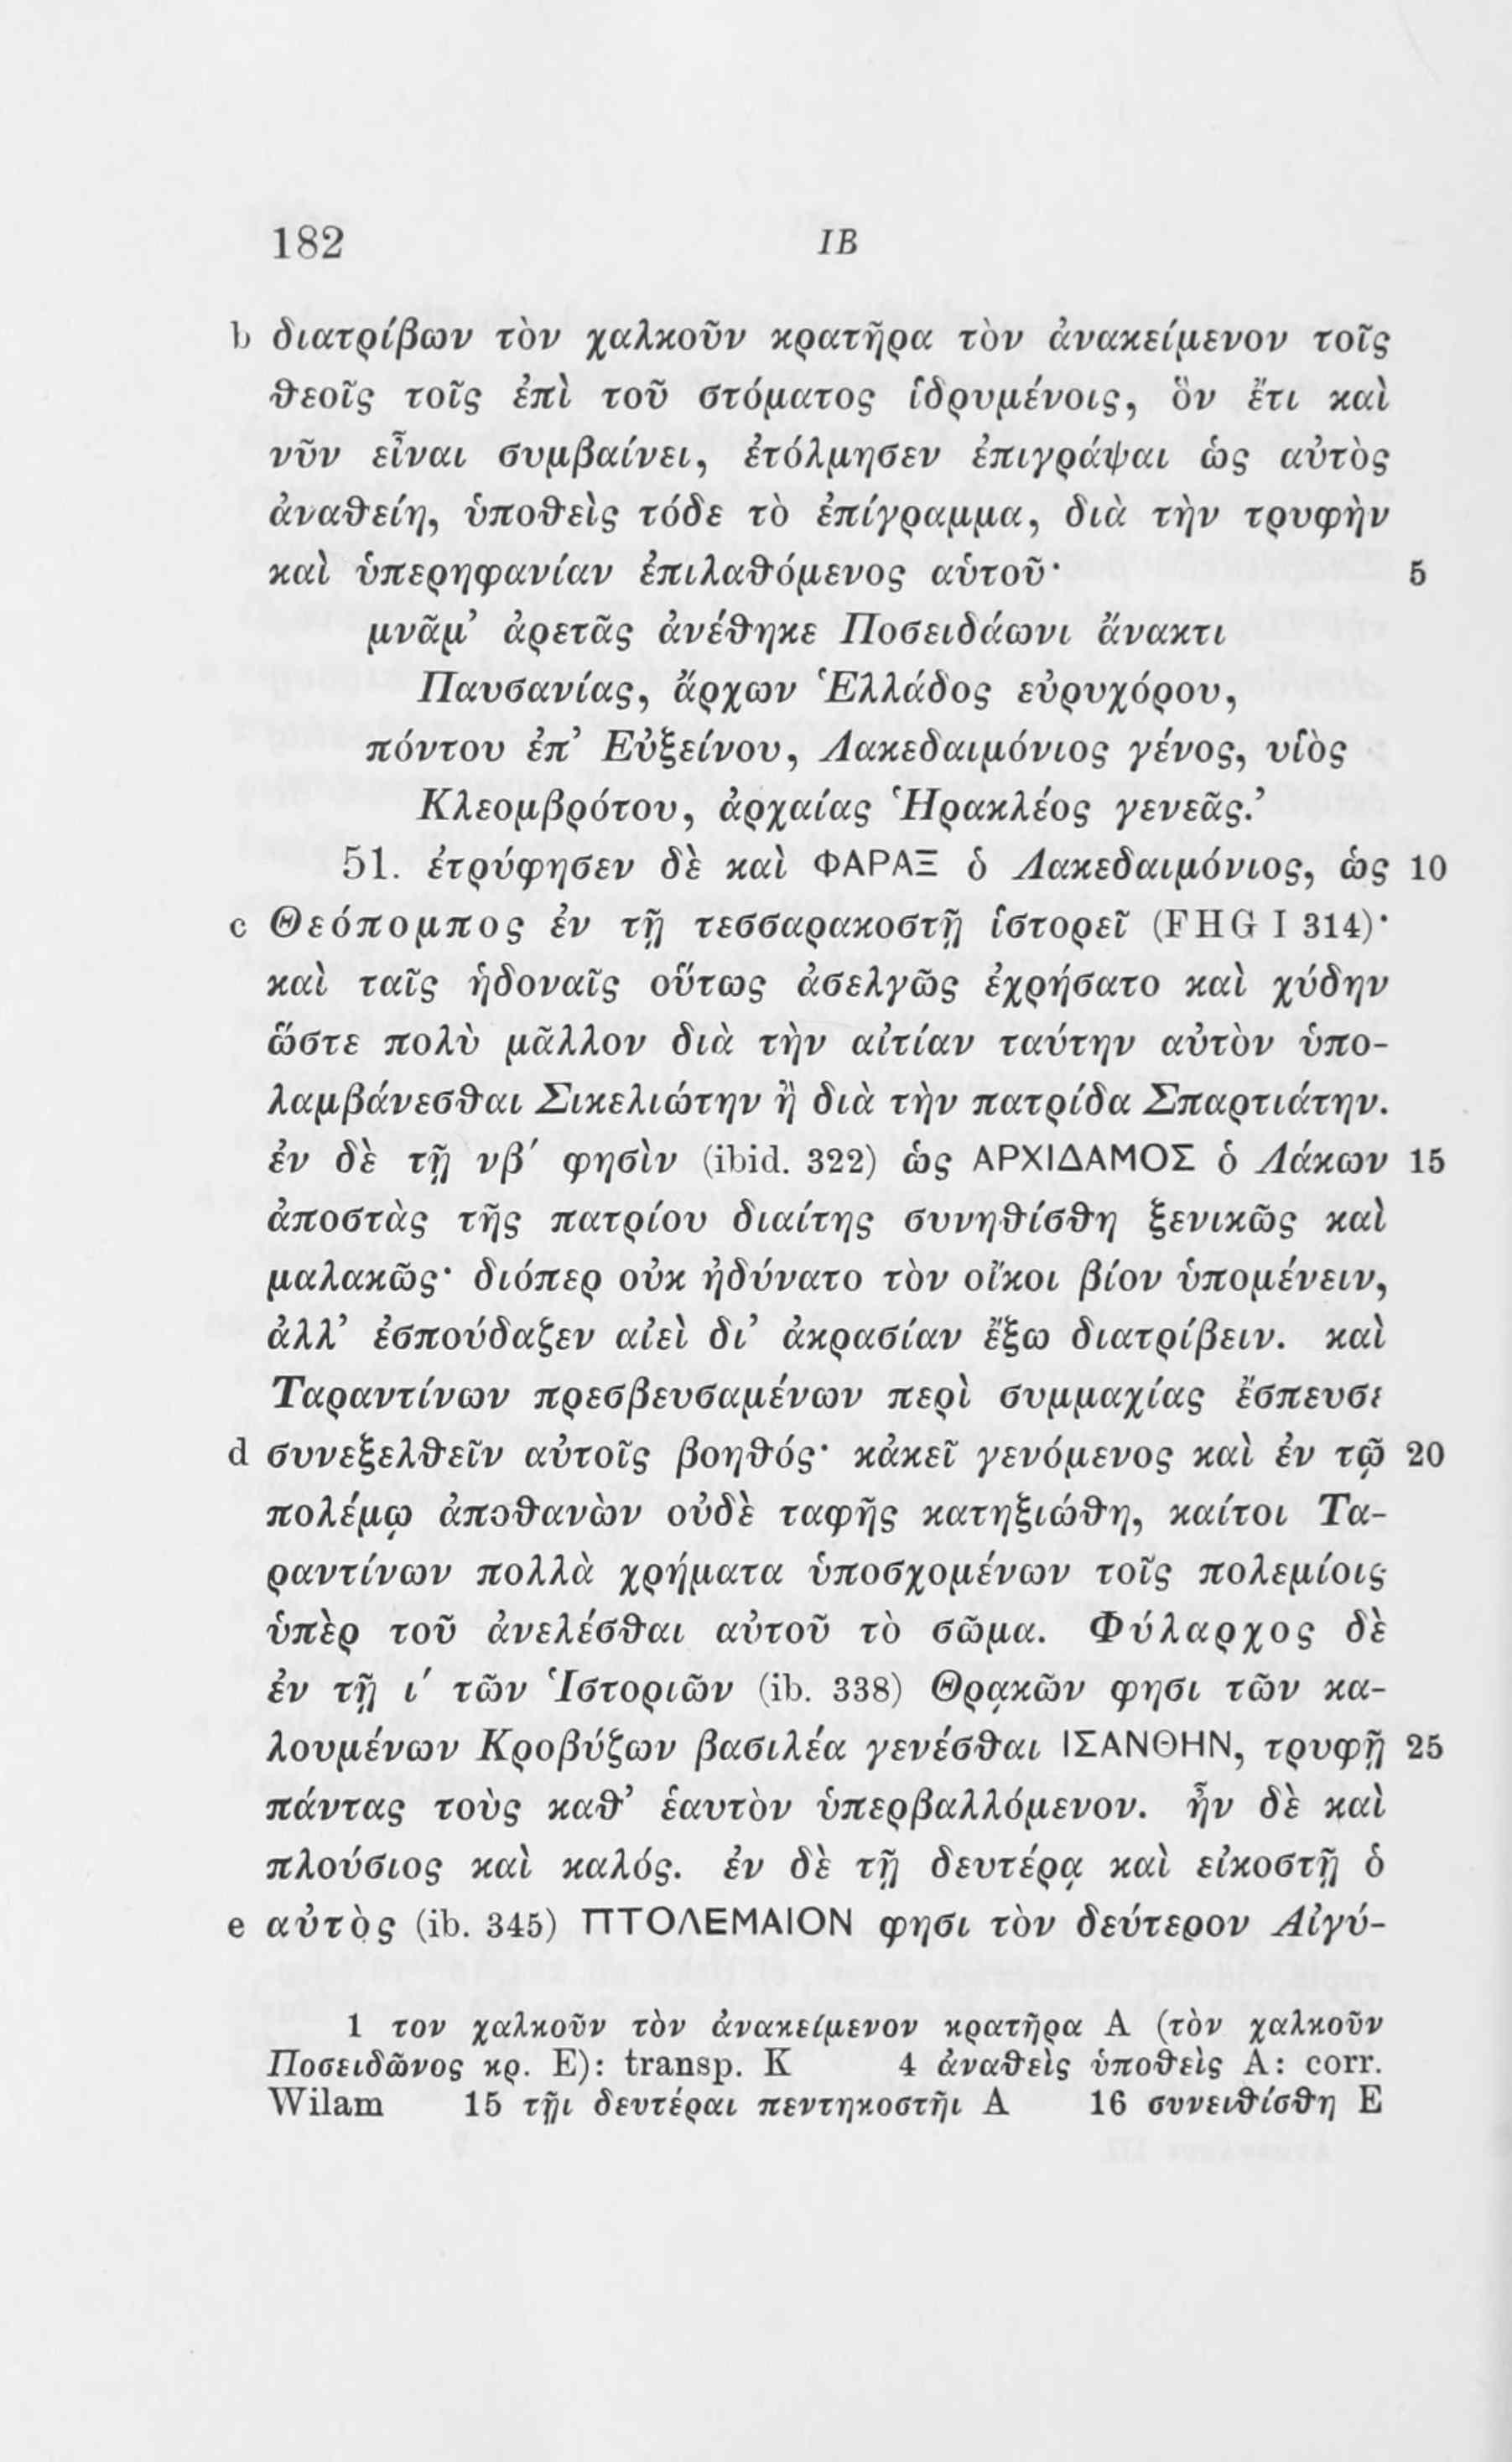 182 ΙΒ
b διατρίβων τὸν χαλκοῦν κρατῆρα τὸν ἀνακείμενον τοῖς
θεοῖς τοῖς ἐπὶ τοῦ στόματος ἱδρυμένοις, ὃν ἔτι καὶ
νῦν εἶναι συμβαίνει, ἐτόλμησεν ἐπιγράψαι ὡς αὐτὸς
ἀναθείη, ὑποθεὶς τόδε τὸ ἐπίγραμμα, διὰ τὴν τρυφὴν
καὶ ὑπερηφανίαν ἐπιλαθόμενος αὑτοῦ· 5
μνᾶμ’ ἀρετᾶς ἀνέθηκε Ποσειδάωνι ἄνακτι
Παυσανίας, ἄρχων Ἑλλάδος εὐρυχόρου,
πόντου ἐπ’ Εὐξείνου, Λακεδαιμόνιος γένος, υἱὸς
Κλεομβρότου, ἀρχαίας Ἡρακλέος γενεᾶς.’
51. ἐτρύφησεν δὲ καὶ ΦΑΡΑΞ ὁ Λακεδαιμόνιος, ὡς 10
c Θεόπομπος ἐν τῇ τεσσαρακοστῇ ἱστορεῖ (FHG I 314)·
καὶ ταῖς ἡδοναῖς οὕτως ἀσελγῶς ἐχρήσατο καὶ χύδην
ὥστε πολὺ μᾶλλον διὰ τὴν αἰτίαν ταύτην αὐτὸν ὑπο-
λαμβάνεσθαι Σικελιώτην ἢ διὰ τὴν πατρίδα Σπαρτιάτην.
ἐν δὲ τῇ νβ′ φησὶν (ibid. 322) ὡς ΑΡΧΙΔΑΜΟΣ ὁ Λάκων 15
ἀποστὰς τῆς πατρίου διαίτης συνηθίσθη ξενικῶς καὶ
μαλακῶς· διόπερ οὐκ ἠδύνατο τὸν οἴκοι βίον ὑπομένειν,
ἀλλ’ ἐσπούδαζεν αἰεὶ δι’ ἀκρασίαν ἔξω διατρίβειν. καὶ
Ταραντίνων πρεσβευσαμένων περὶ συμμαχίας ἔσπευσε
d συνεξελθεῖν αὐτοῖς βοηθός· κἀκεῖ γενόμενος καὶ ἐν τῷ 20
πολέμῳ ἀποθανὼν οὐδὲ ταφῆς κατηξιώθη, καίτοι Τα-
ραντίνων πολλὰ χρήματα ὑποσχομένων τοῖς πολεμίοις
ὑπὲρ τοῦ ἀνελέσθαι αὐτοῦ τὸ σῶμα. Φύλαρχος δὲ
ἐν τῇ ι′ τῶν Ἱστοριῶν (ib. 338) Θρᾳκῶν φησι τῶν κα-
λουμένων Κροβύζων βασιλέα γενέσθαι ΙΣΑΝΘΗΝ, τρυφῇ 25
πάντας τοὺς καθ’ ἑαυτὸν ὑπερβαλλόμενον. ἦν δὲ καὶ
πλούσιος καὶ καλός. ἐν δὲ τῇ δευτέρᾳ καὶ εἰκοστῇ ὁ
e αὐτὸς (ib. 345) ΠΤΟΛΕΜΑΙΟΝ φησι τὸν δεύτερον Αἰγύ-
1 τον χαλκοῦν τὸν ἀνακείμενον κρατῆρα A (τὸν χαλκοῦν
Ποσειδῶνος κρ. E): transp. K 4 ἀναθεὶς ὑποθεὶς A: corr.
Wilam 15 τῆι δευτέραι πεντηκοστῆι A 16 συνειθίσθη E